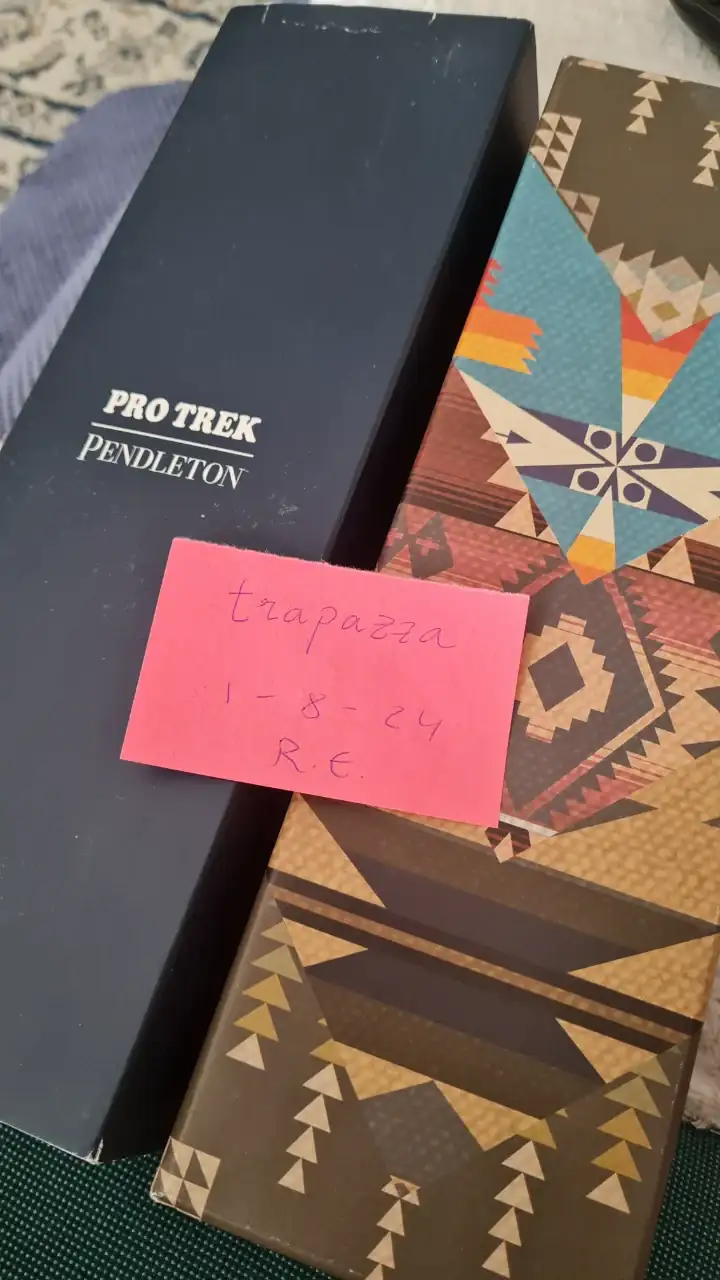 PRO TREK
PENDLETON
trapazza
1-8-24
R.E.